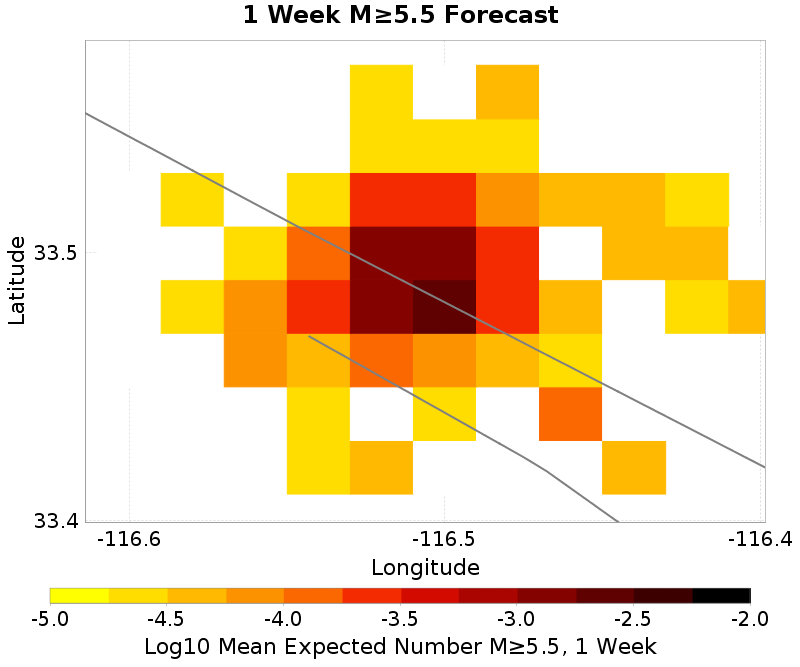 1 Week M≥5.5 Forecast
Latitude
33.5
33.4
-116.6 -116.5 -116.4
Longitude
-5.0 -4.5 -4.0 -3.5 -3.0 -2.5 -2.0
Log10 Mean Expected Number M≥5.5, 1 Week